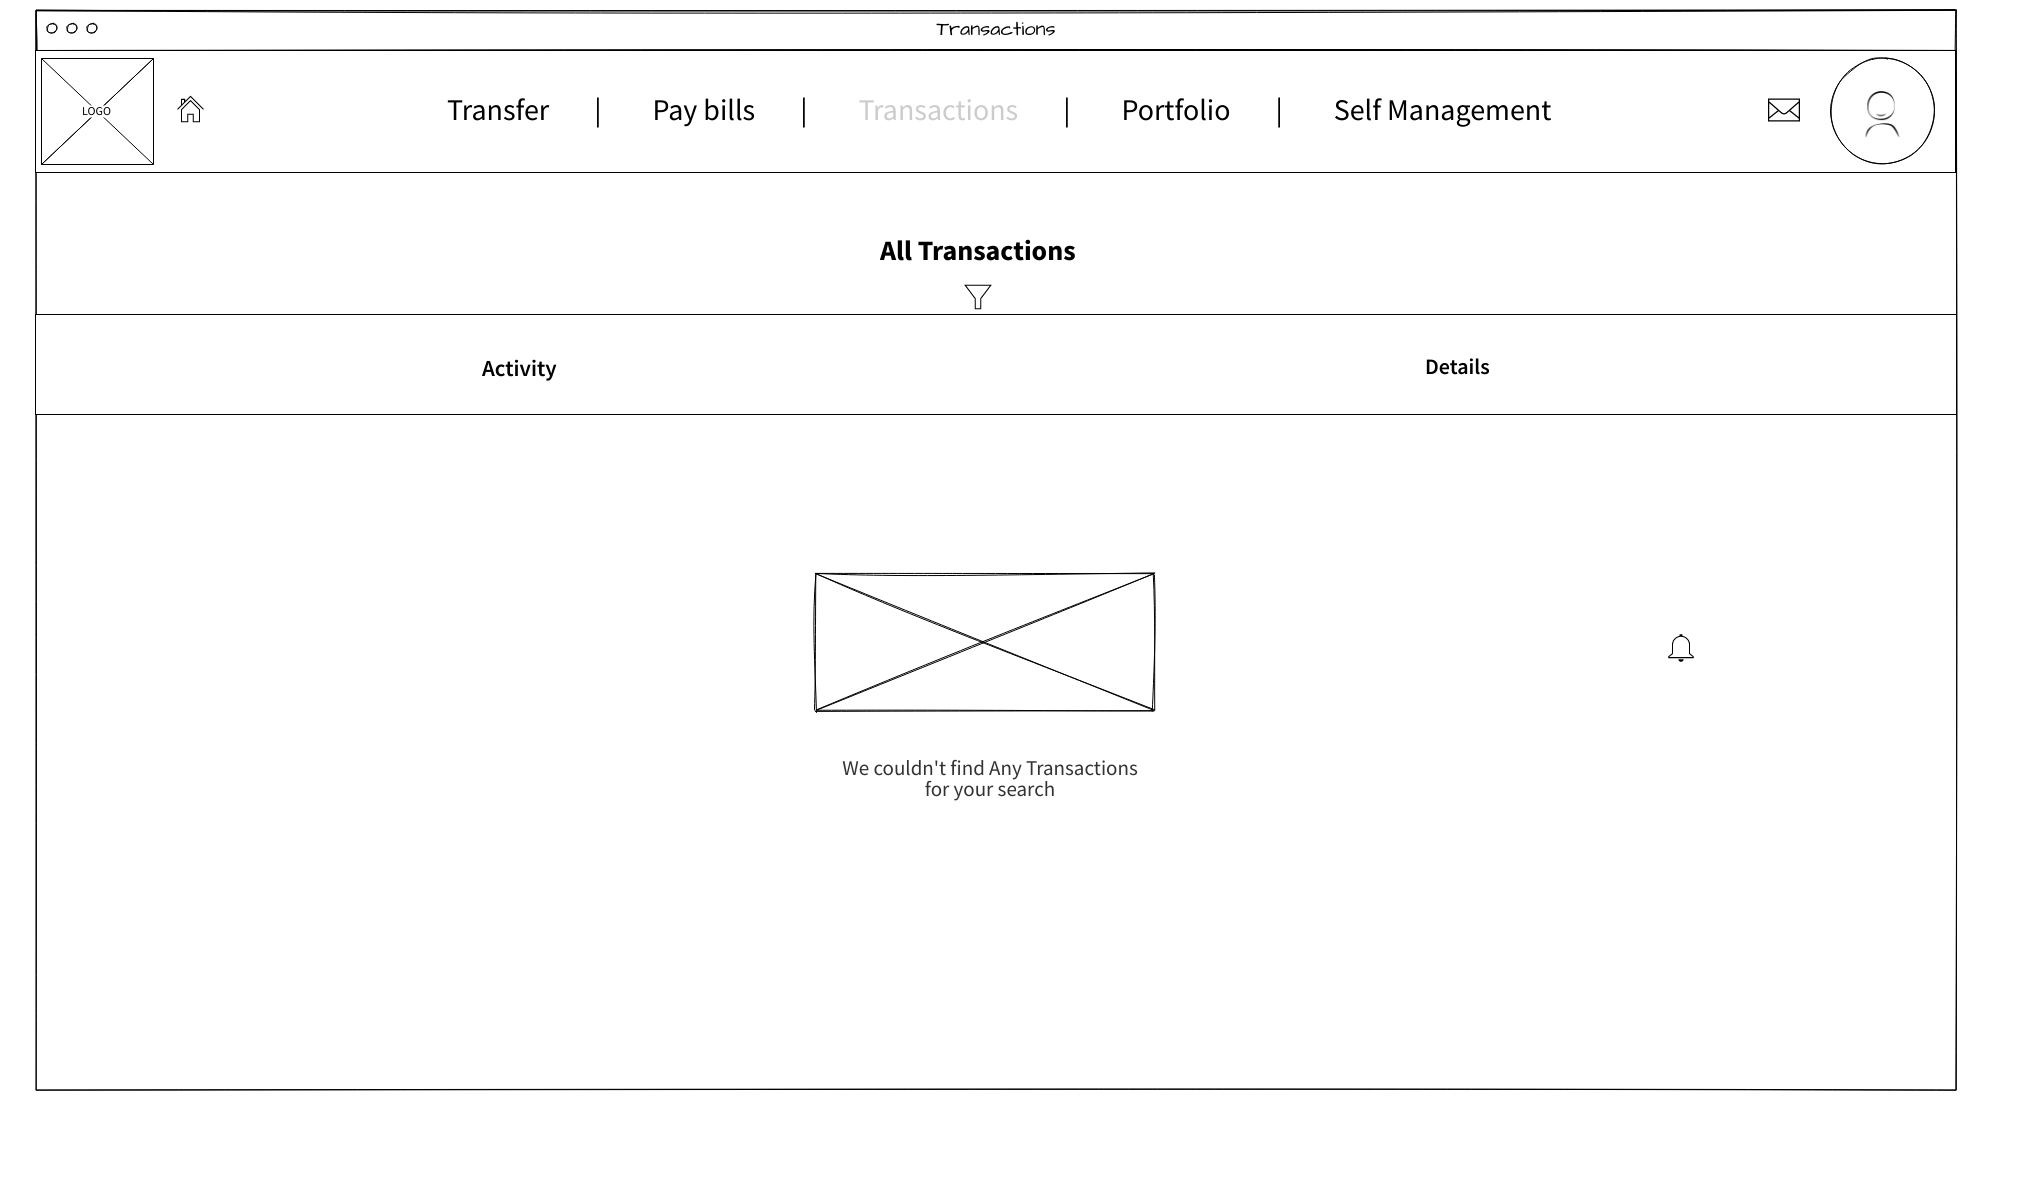 Transactions
LOGO
Transfer | Pay bills | Transactions | Portfolio | Self Management
All Transactions
Activity Details
We couldn't find Any Transactions
for your search